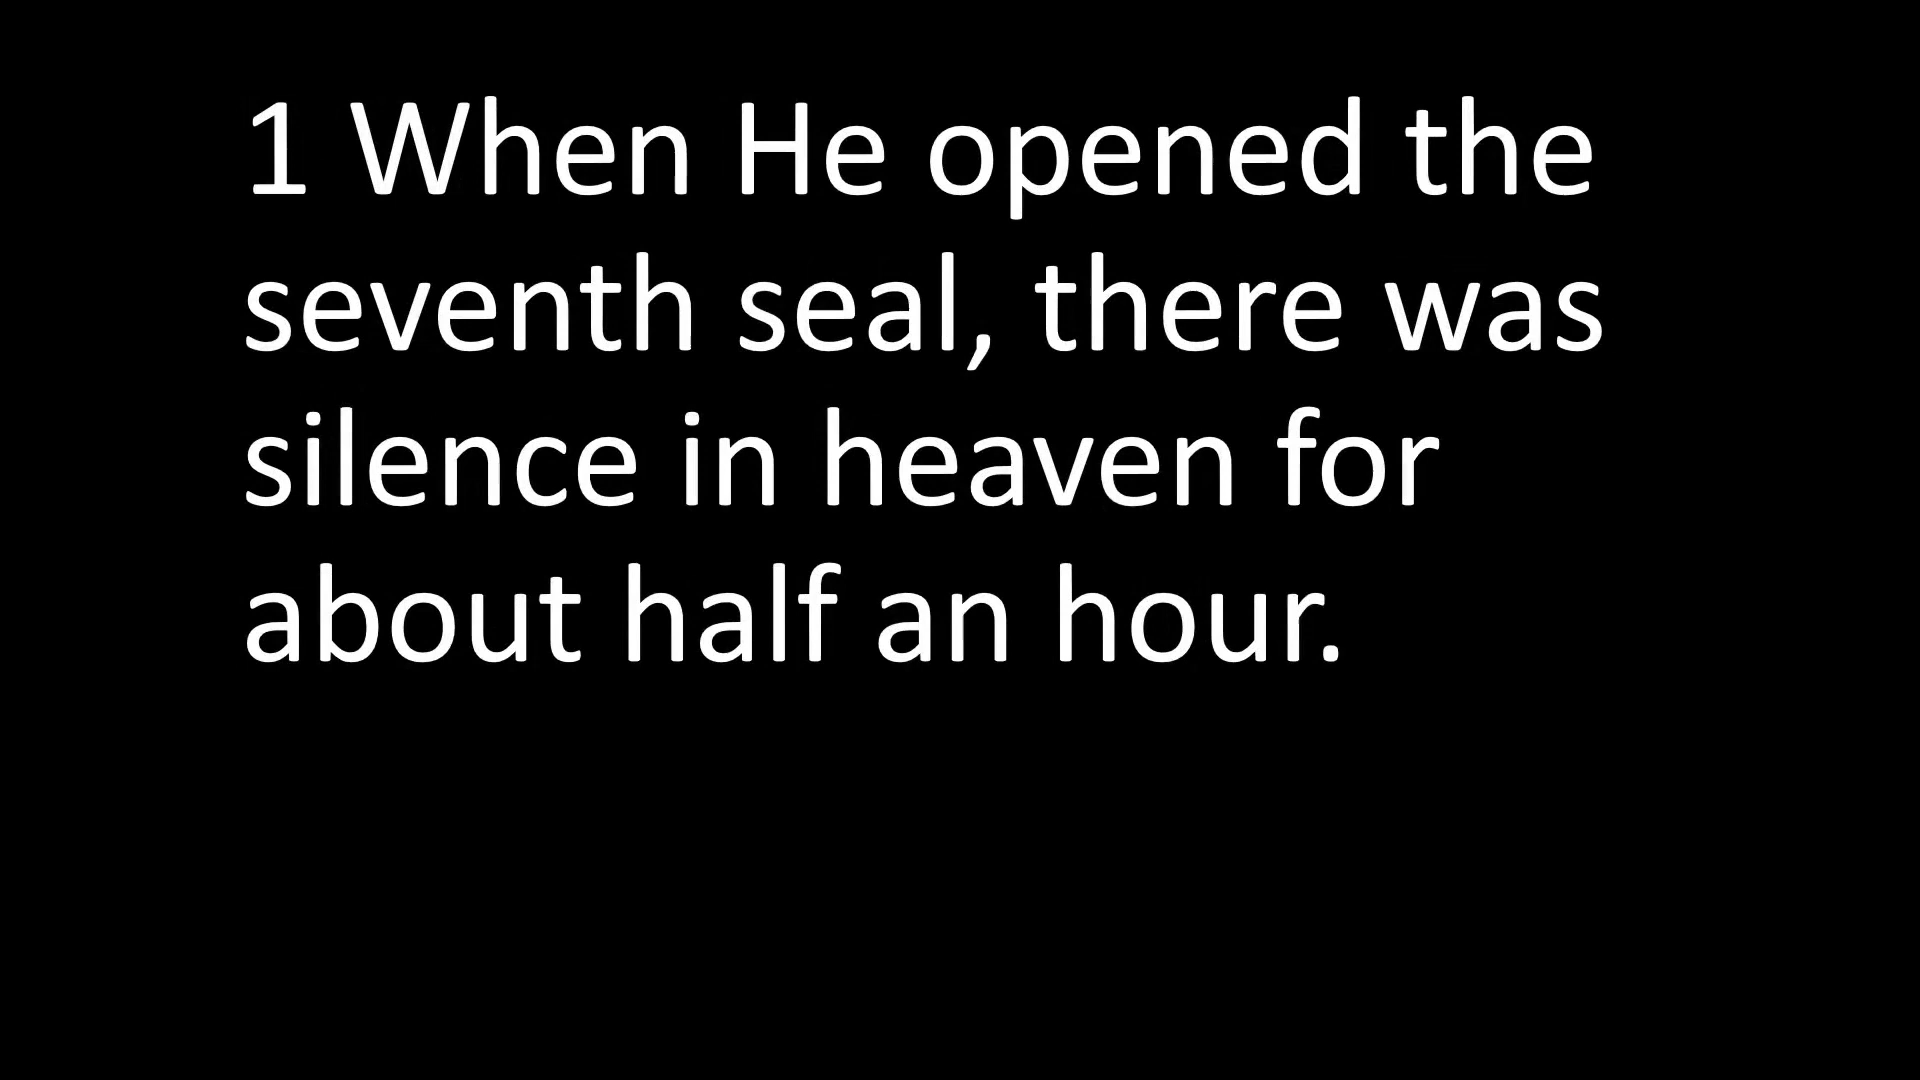 1 When He opened the
seventh seal, there was
silence in heaven for
about half an hour.